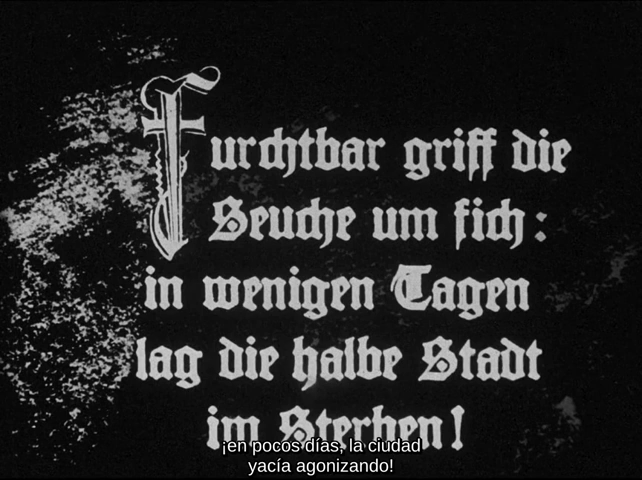 Furchtbar griff die
Seuche um sich:
in wenigen Tagen
lag die halbe Stadt
im Sterben!
¡en pocos días, la ciudad
yacía agonizando!